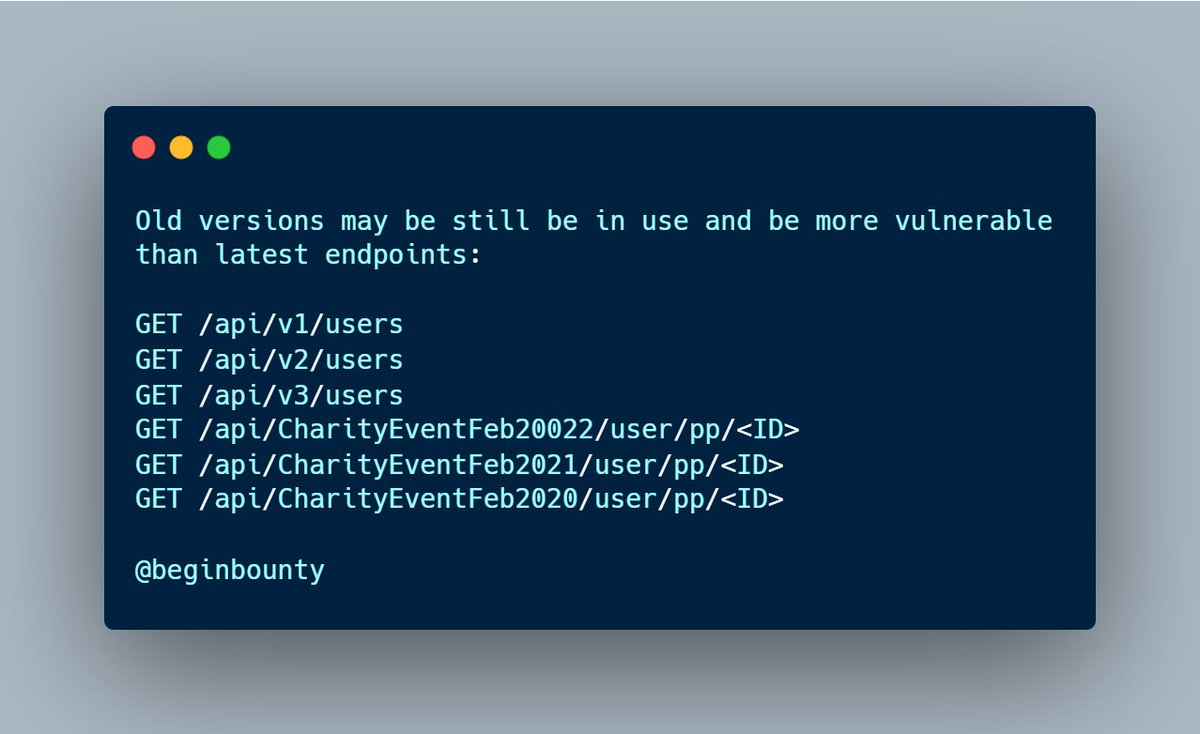 Old versions may be still be in use and be more vulnerable
than latest endpoints:
GET /api/v1/users
GET /api/v2/users
GET /api/v3/users
GET /api/CharityEventFeb20022/user/pp/<ID>
GET /api/CharityEventFeb2021/user/pp/<ID>
GET /api/CharityEventFeb2020/user/pp/<ID>
@beginbounty